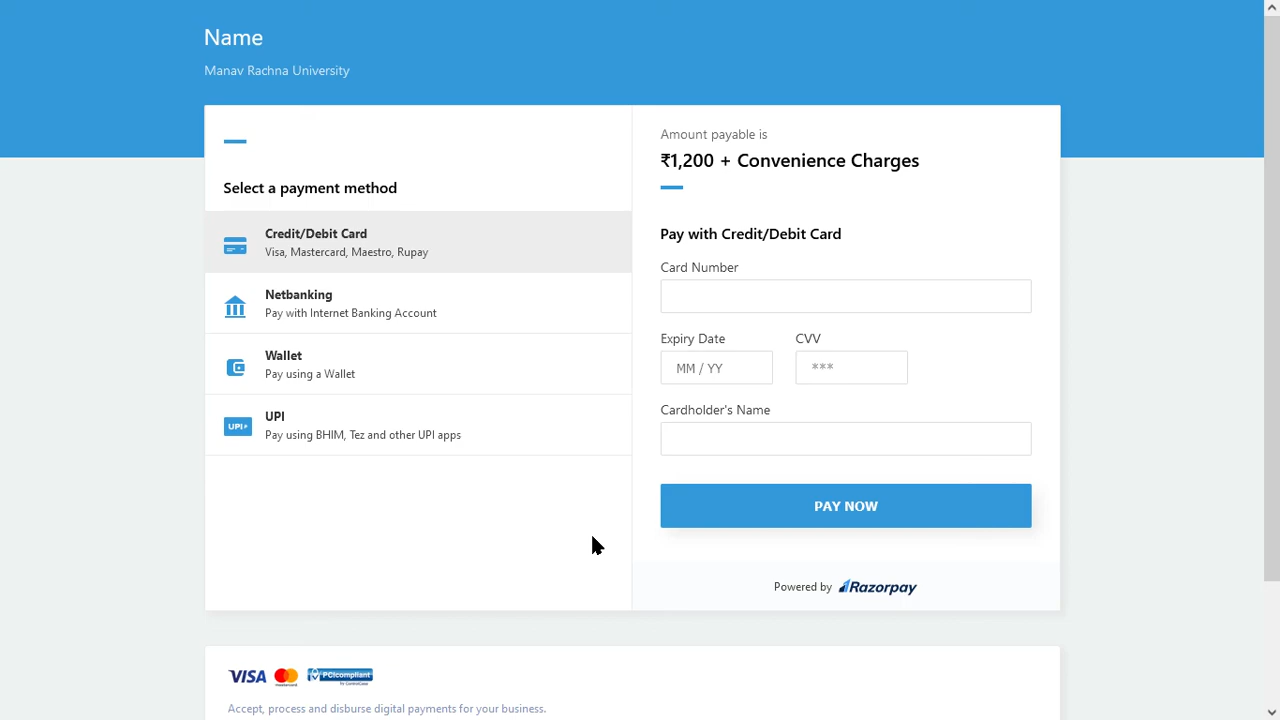 Name
Manav Rachna University
Select a payment method
Credit/Debit Card
Visa, Mastercard, Maestro, Rupay
Netbanking
Pay with Internet Banking Account
Wallet
Pay using a Wallet
UPI
UPI
Pay using BHIM, Tez and other UPI apps
Amount payable is
₹1,200 + Convenience Charges
Pay with Credit/Debit Card
Card Number
Expiry Date CVV
MM / YY ***
Cardholder's Name
PAY NOW
Powered by Razorpay
VISA mastercard PCI compliant
Accept, process and disburse digital payments for your business.